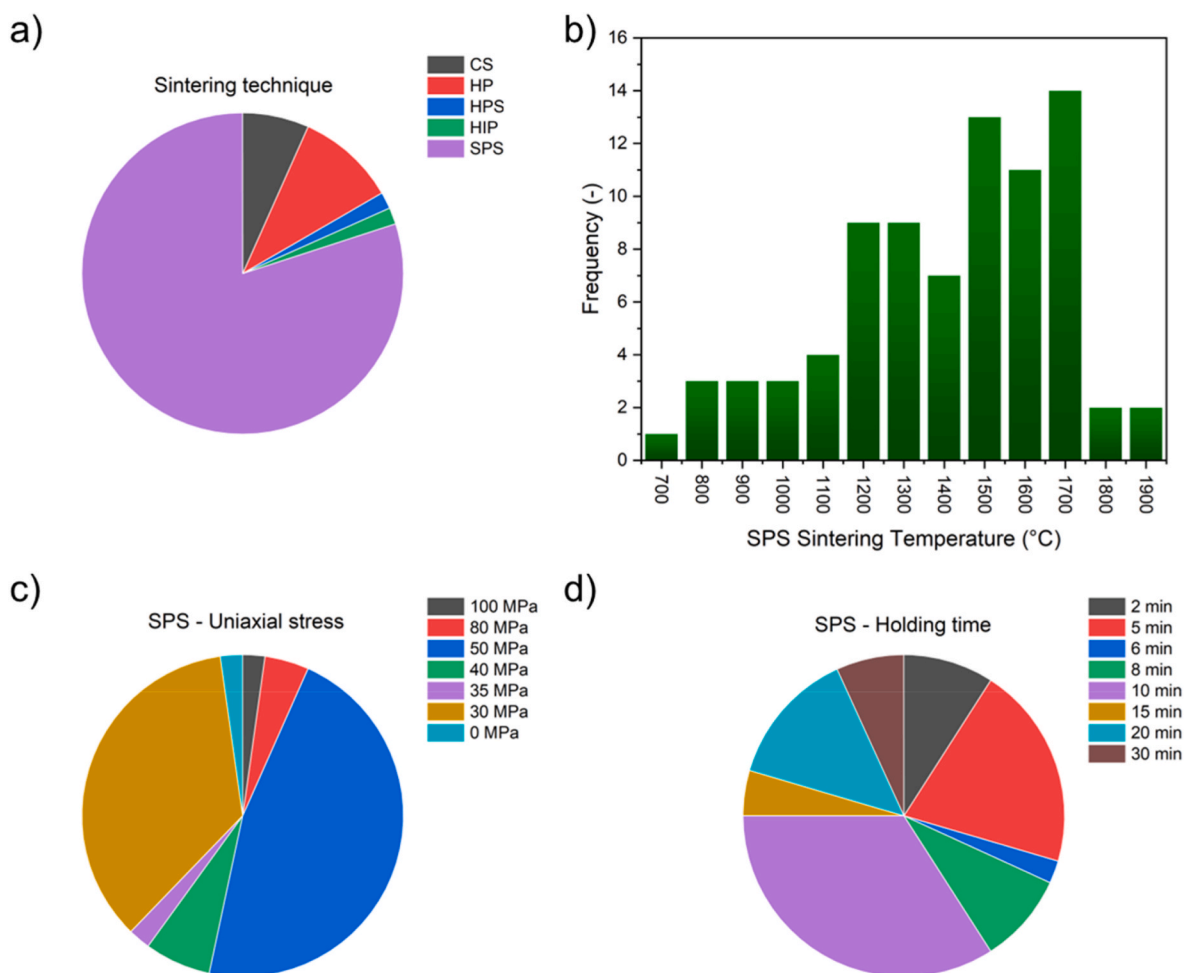 a)
Sintering technique
CS
HP
HPS
HIP
SPS
b)
Frequency (-)
16
14
12
10
8
6
4
2
0
700
800
900
1000
1100
1200
1300
1400
1500
1600
1700
1800
1900
SPS Sintering Temperature (°C)
c)
SPS - Uniaxial stress
100 MPa
80 MPa
50 MPa
40 MPa
35 MPa
30 MPa
0 MPa
d)
SPS - Holding time
2 min
5 min
6 min
8 min
10 min
15 min
20 min
30 min